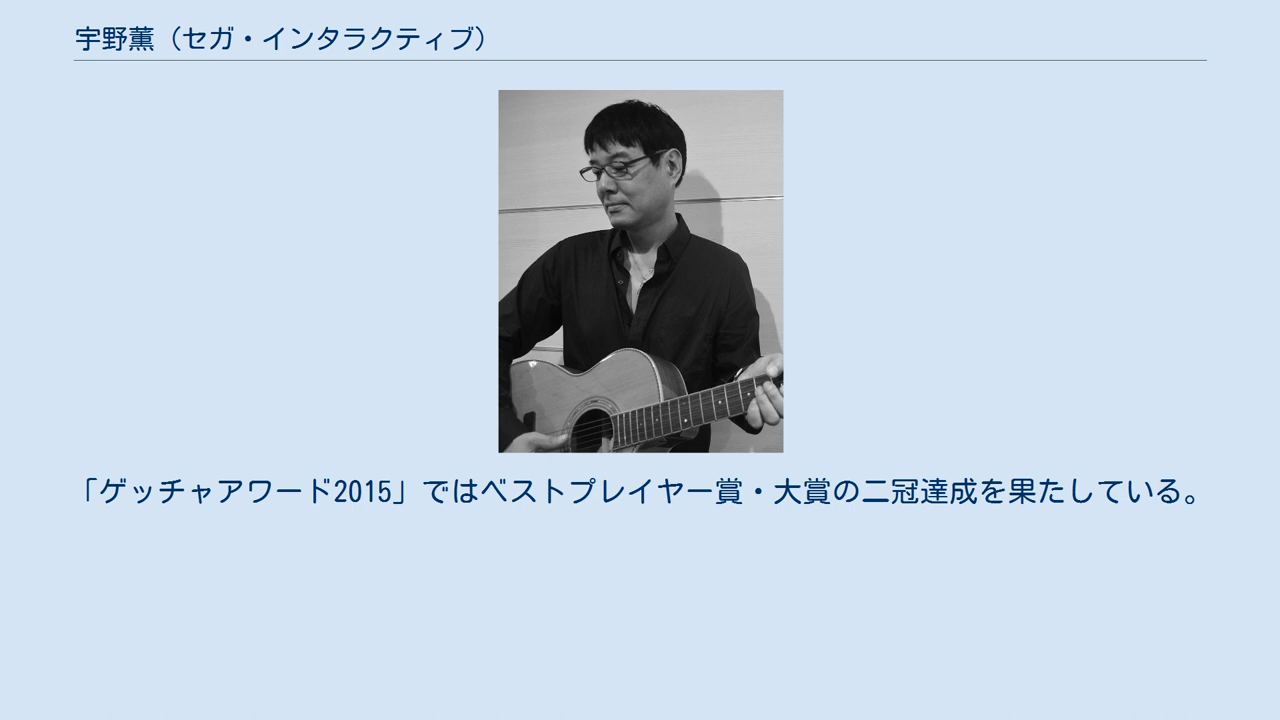 宇野薫（セガ・インタラクティブ）
「ゲッチャアワード2015」ではベストプレイヤー賞・大賞の二冠達成を果たしている。